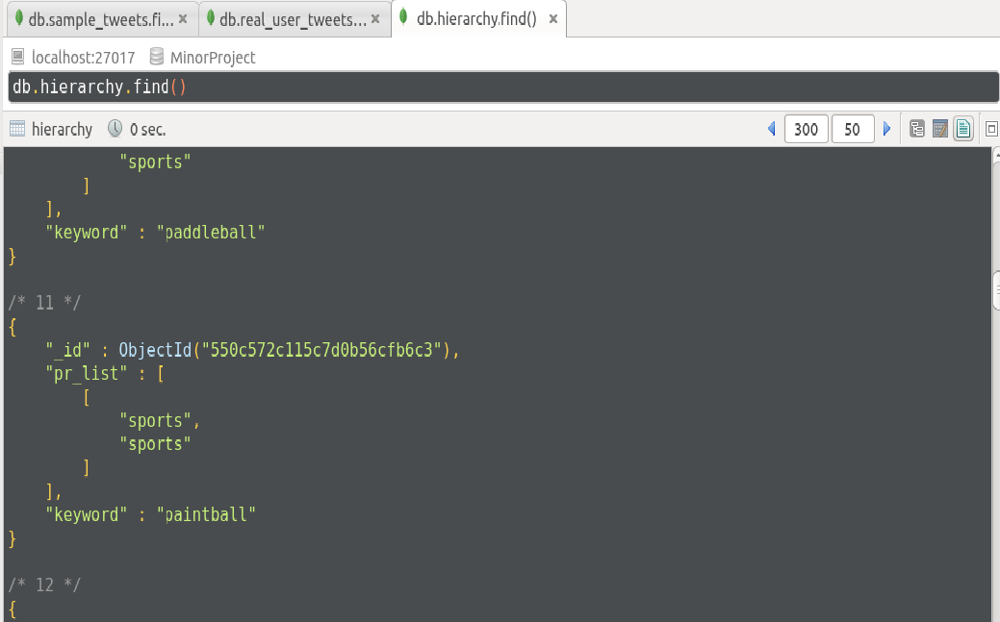 db.sample_tweets.fi... × db.real_user_tweets... × db.hierarchy.find() ×
localhost:27017 MinorProject
db.hierarchy.find()
hierarchy 0 sec. 300 50
"sports"
]
],
"keyword" : "paddleball"
}
/* 11 */
{
"_id" : ObjectId("550c572c115c7d0b56cfb6c3"),
"pr_list" : [
[
"sports",
"sports"
]
],
"keyword" : "paintball"
}
/* 12 */
{